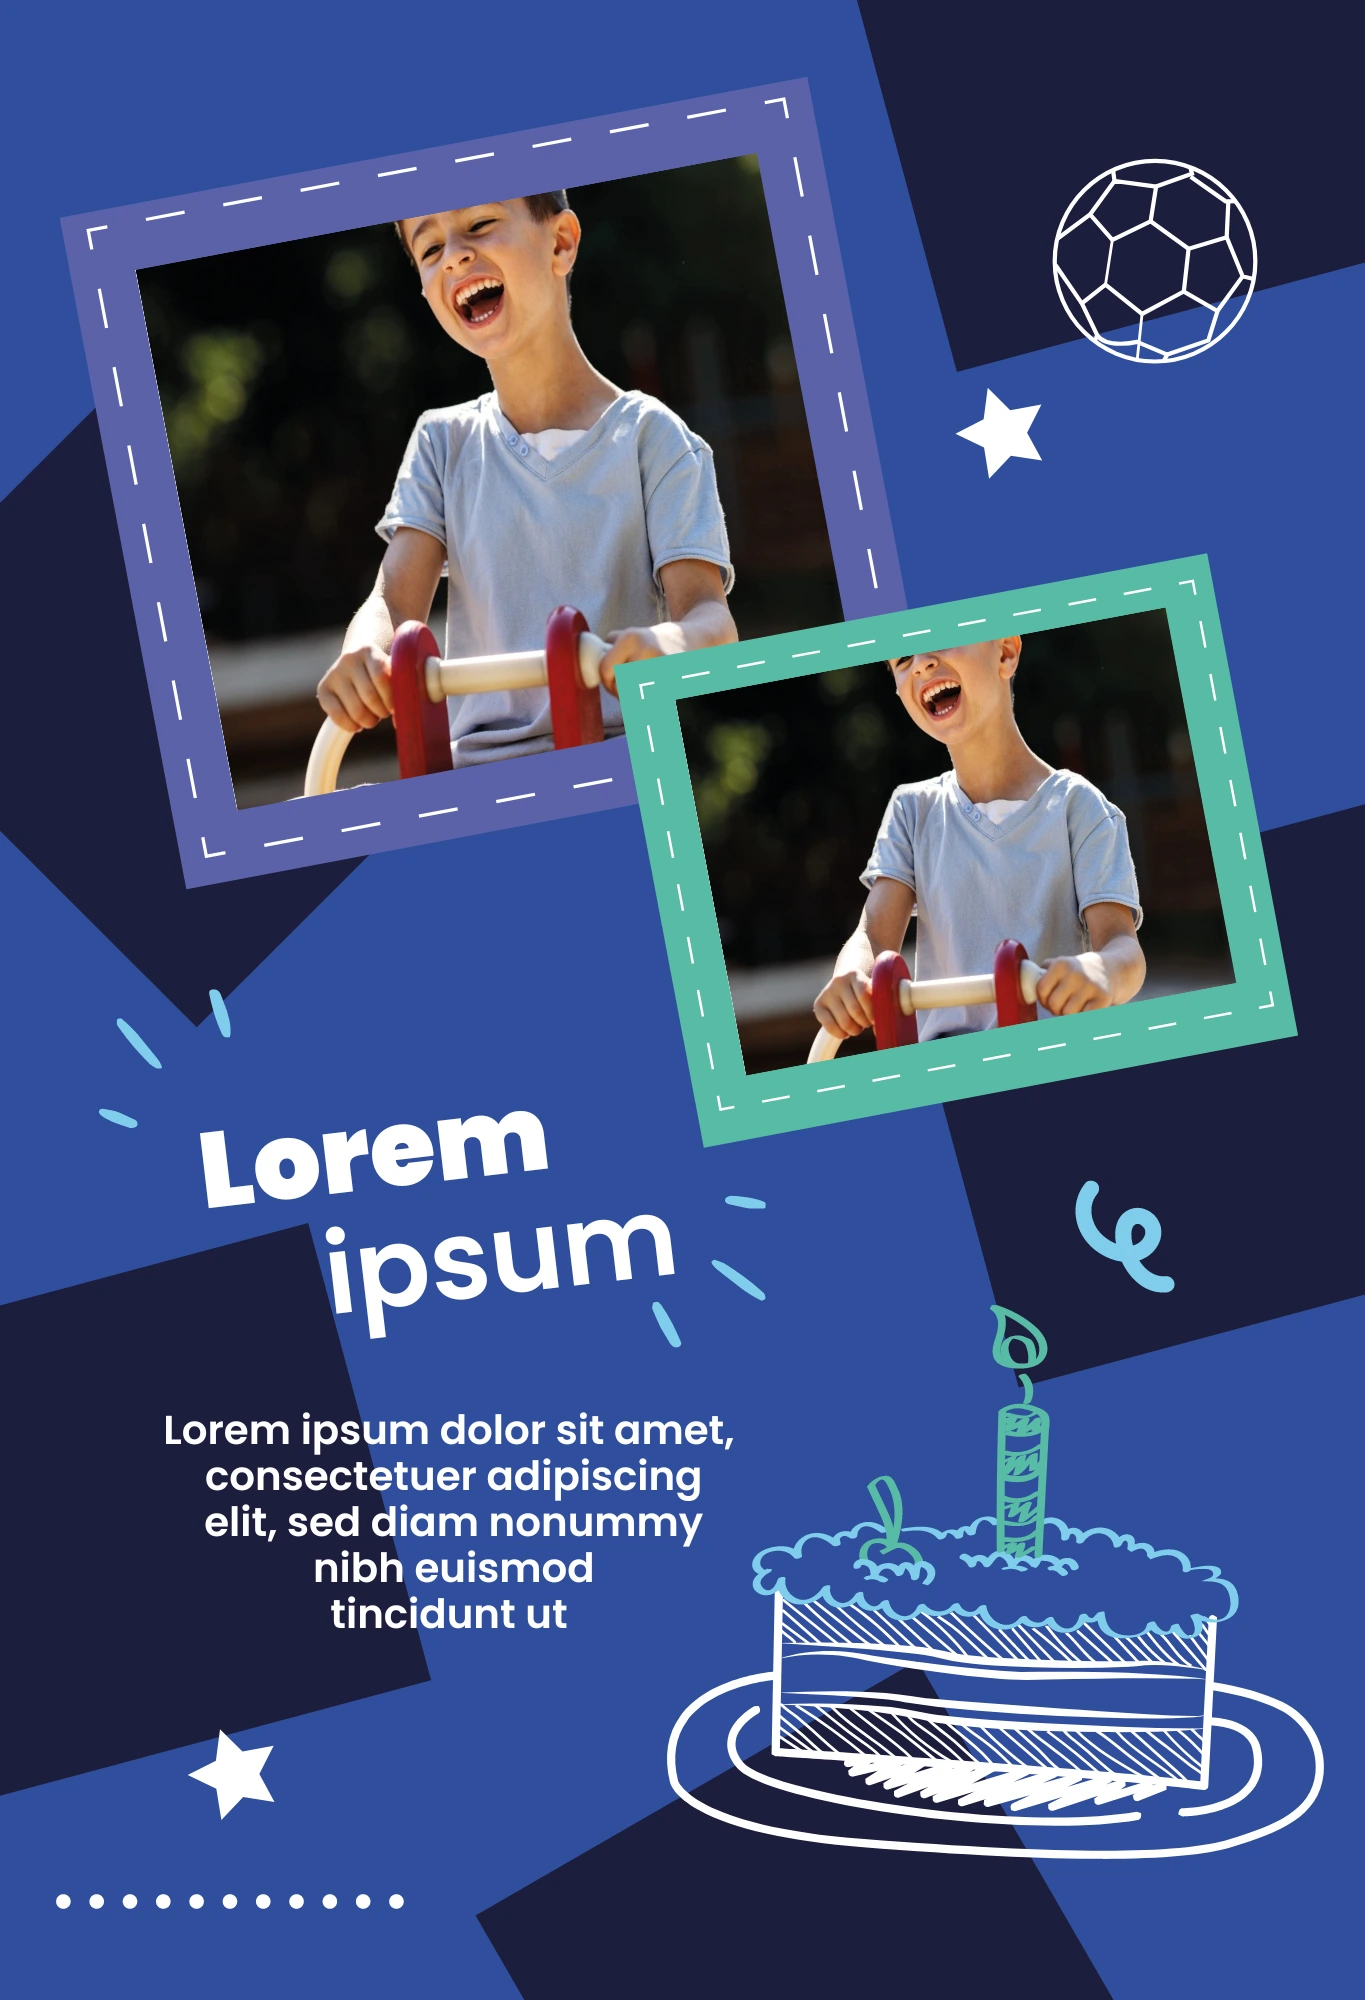 Lorem
ipsum
Lorem ipsum dolor sit amet,
consectetuer adipiscing
elit, sed diam nonummy
nibh euismod
tincidunt ut